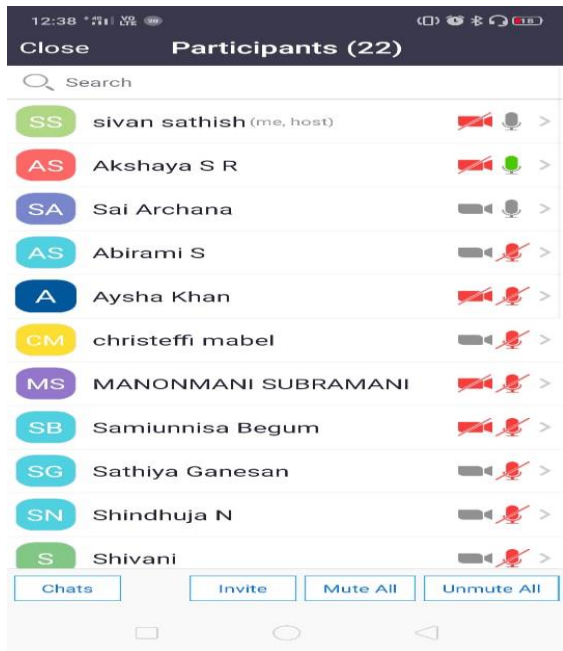 12:38
Close Participants (22)
Search
SS sivan sathish (me, host)
AS Akshaya S R
SA Sai Archana
AS Abirami S
A Aysha Khan
CM christeffi mabel
MS MANONMANI SUBRAMANI
SB Samiunnisa Begum
SG Sathiya Ganesan
SN Shindhuja N
S Shivani
Chats Invite Mute All Unmute All